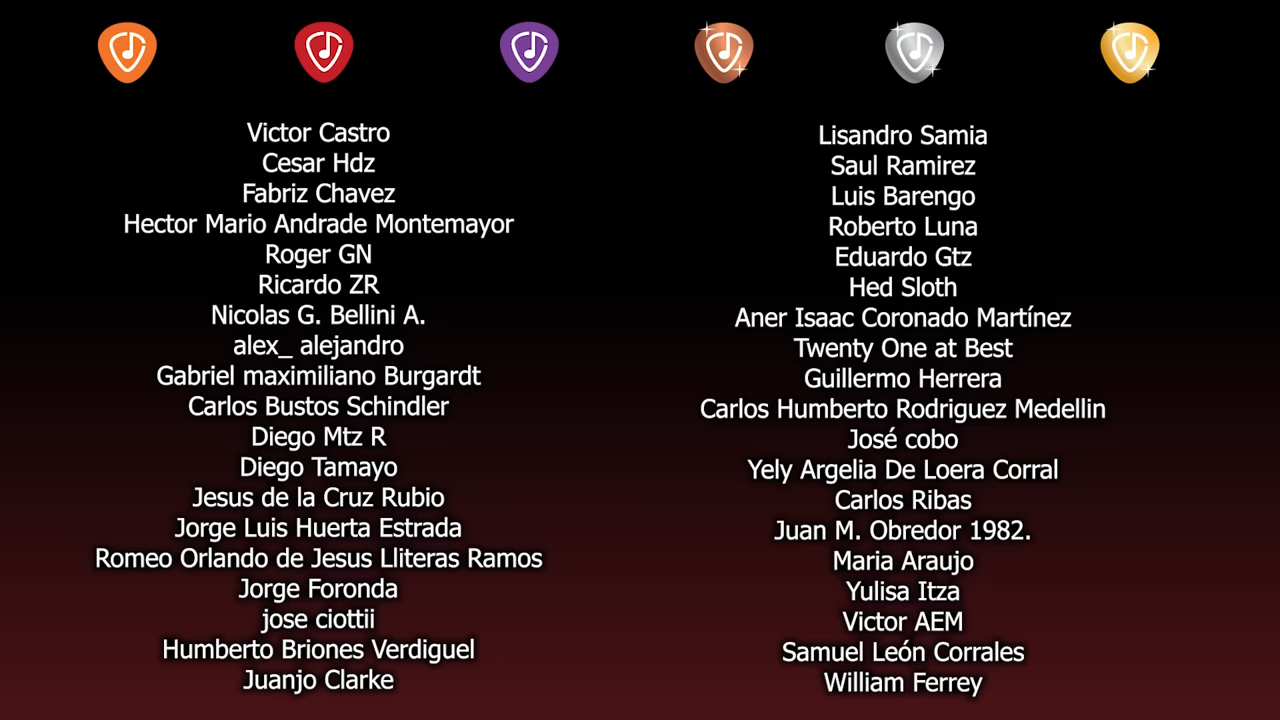 Victor Castro
Cesar Hdz
Fabriz Chavez
Hector Mario Andrade Montemayor
Roger GN
Ricardo ZR
Nicolas G. Bellini A.
alex_ alejandro
Gabriel maximiliano Burgardt
Carlos Bustos Schindler
Diego Mtz R
Diego Tamayo
Jesus de la Cruz Rubio
Jorge Luis Huerta Estrada
Romeo Orlando de Jesus Lliteras Ramos
Jorge Foronda
jose ciottii
Humberto Briones Verdiguel
Juanjo Clarke
Lisandro Samia
Saul Ramirez
Luis Barengo
Roberto Luna
Eduardo Gtz
Hed Sloth
Aner Isaac Coronado Martínez
Twenty One at Best
Guillermo Herrera
Carlos Humberto Rodriguez Medellin
José cobo
Yely Argelia De Loera Corral
Carlos Ribas
Juan M. Obredor 1982.
Maria Araujo
Yulisa Itza
Victor AEM
Samuel León Corrales
William Ferrey